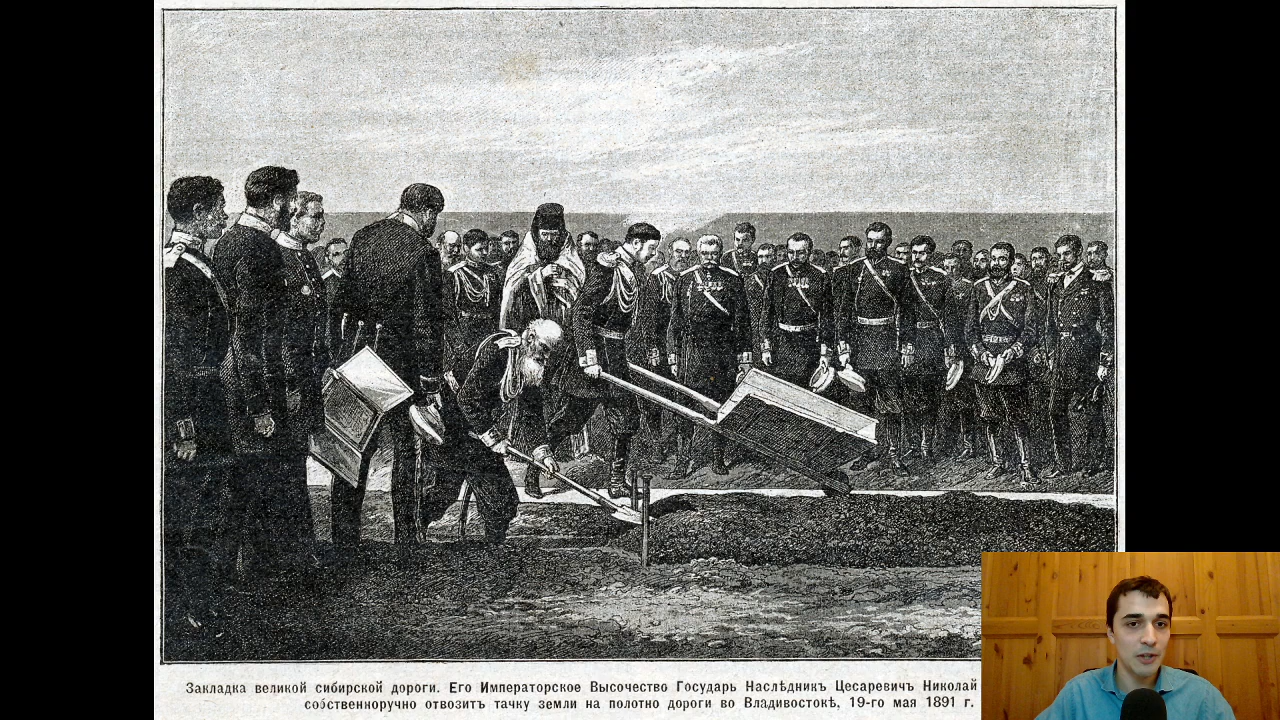 Закладка великой сибирской дороги. Его Императорское Высочество Государь Наслѣдникъ Цесаревичъ Николай
собственноручно отвозитъ тачку земли на полотно дороги во Владивостокѣ, 19-го мая 1891 г.